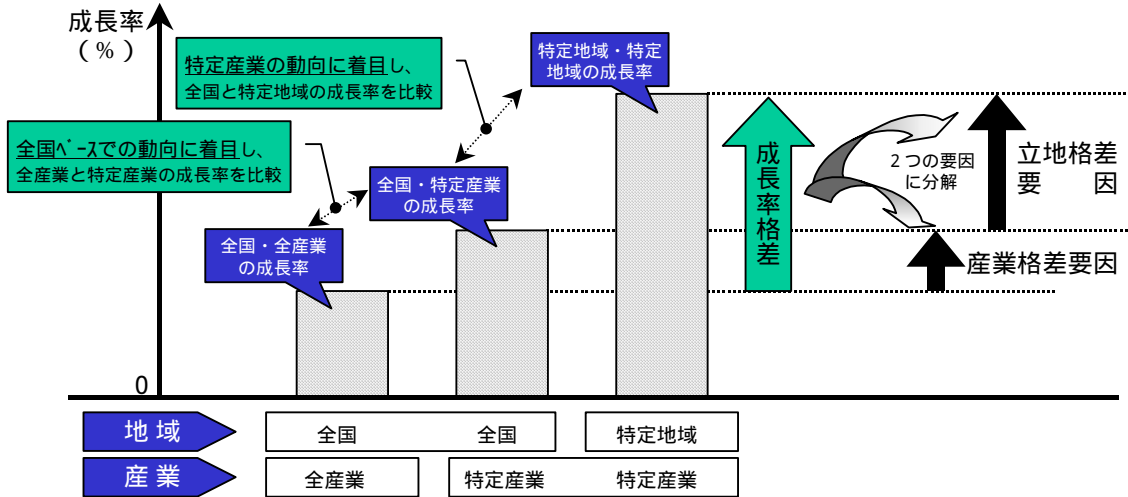 成長率
（％）
特定産業の動向に着目し、
全国と特定地域の成長率を比較
特定地域・特定
地域の成長率
全国ﾍﾞｰｽでの動向に着目し、
全産業と特定産業の成長率を比較
全国・特定産業
の成長率
全国・全産業
の成長率
成長率格差
２つの要因
に分解
立地格差
要　　因
産業格差要因
0
地 域
全国
全国
特定地域
産 業
全産業
特定産業
特定産業